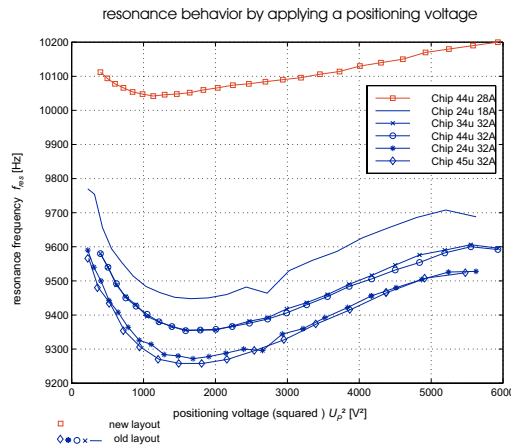 resonance behavior by applying a positioning voltage
10200
10100
10000
9900
9800
9700
9600
9500
9400
9300
9200
resonance frequency fres [Hz]
Chip 44u 28A
Chip 24u 18A
Chip 34u 32A
Chip 44u 32A
Chip 24u 32A
Chip 45u 32A
0 1000 2000 3000 4000 5000 6000
positioning voltage (squared ) UP² [V²]
new layout
old layout